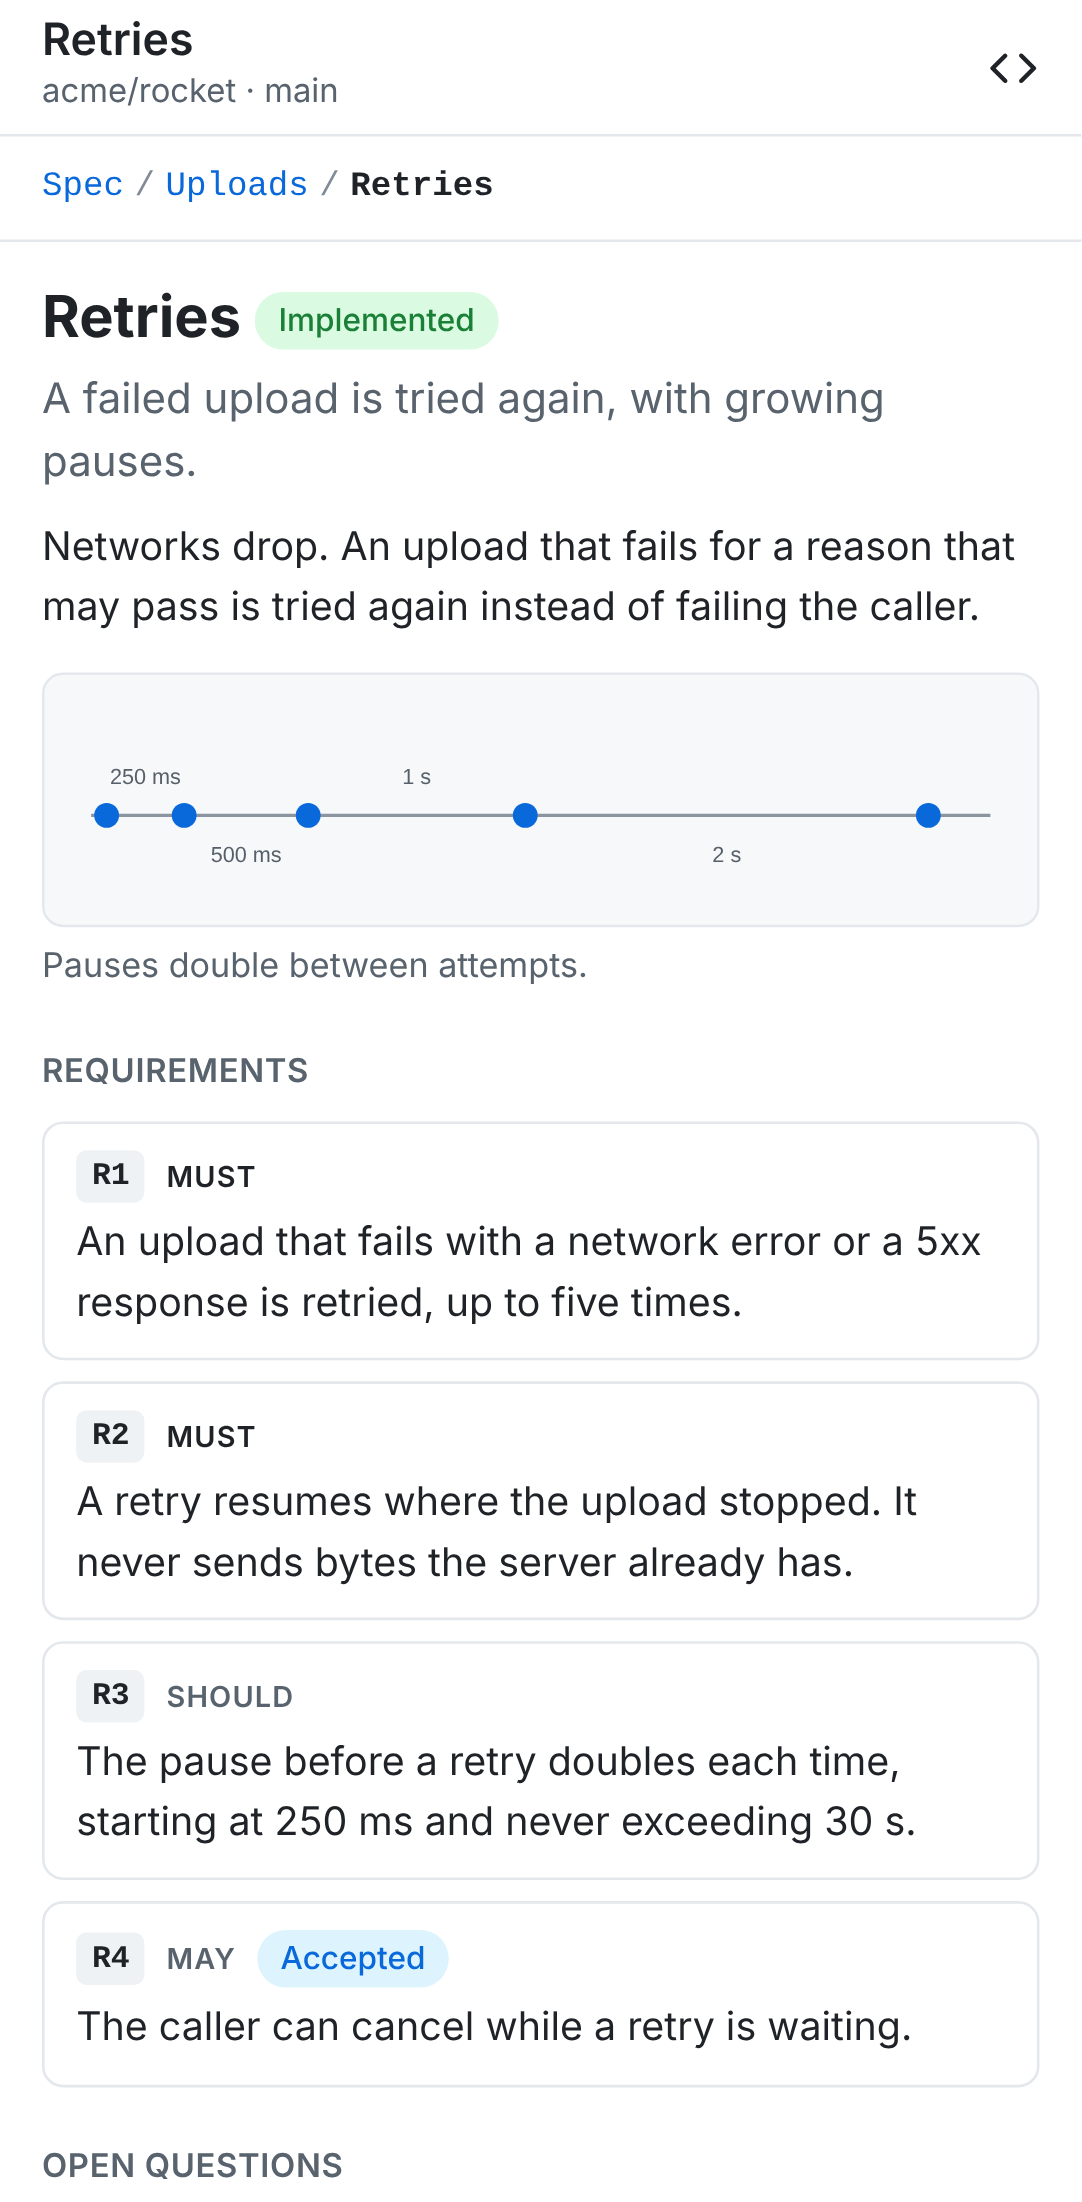 Retries
acme/rocket · main
Spec / Uploads / Retries
Retries Implemented
A failed upload is tried again, with growing
pauses.
Networks drop. An upload that fails for a reason that
may pass is tried again instead of failing the caller.
250 ms
1 s
500 ms
2 s
Pauses double between attempts.
REQUIREMENTS
R1 MUST
An upload that fails with a network error or a 5xx
response is retried, up to five times.
R2 MUST
A retry resumes where the upload stopped. It
never sends bytes the server already has.
R3 SHOULD
The pause before a retry doubles each time,
starting at 250 ms and never exceeding 30 s.
R4 MAY Accepted
The caller can cancel while a retry is waiting.
OPEN QUESTIONS